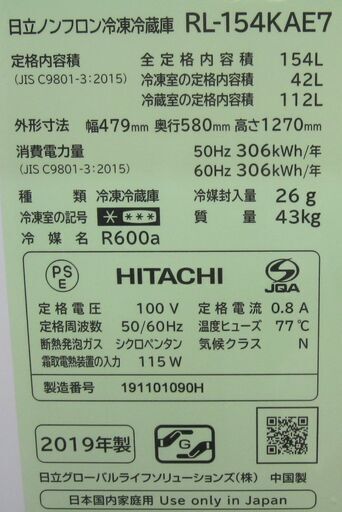 日立ノンフロン冷凍冷蔵庫 RL-154KAE7
定格内容積 全定格内容積 154L
(JIS C9801-3:2015) 冷凍室の定格内容積 42L
冷蔵室の定格内容積 112L
外形寸法 幅479mm 奥行580mm 高さ1270mm
消費電力量 50Hz 306kWh/年
(JIS C9801-3:2015) 60Hz 306kWh/年
種類 冷凍冷蔵庫 冷媒封入量 26g
冷凍室の記号 質量 43kg
冷媒名 R600a
PS E HITACHI JQA
定格電圧 100V 定格電流 0.8A
定格周波数 50/60Hz 温度ヒューズ 77℃
断熱発泡ガス シクロペンタン 気候クラス N
霜取電熱装置の入力 115W
製造番号 191101090H
2019年製
日立グローバルライフソリューションズ(株) 中国製
日本国内家庭用 Use only in Japan